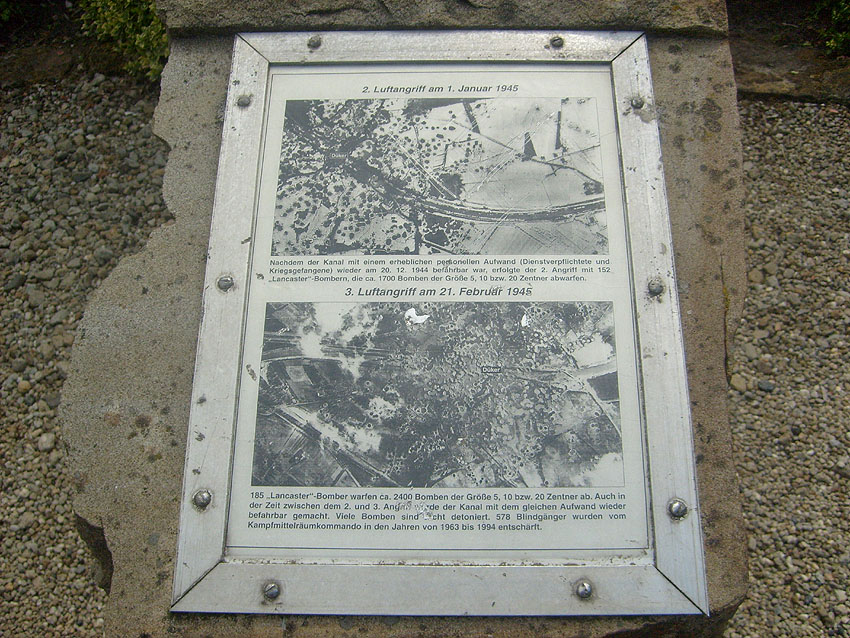 2. Luftangriff am 1. Januar 1945
Düker
Nachdem der Kanal mit einem erheblichen personellen Aufwand (Dienstverpflichtete und
Kriegsgefangene) wieder am 20. 12. 1944 befahrbar war, erfolgte der 2. Angriff mit 152
„Lancaster"-Bombern, die ca. 1700 Bomben der Größe 5, 10 bzw. 20 Zentner abwarfen.
3. Luftangriff am 21. Februar 1945
Düker
185 „Lancaster"-Bomber warfen ca. 2400 Bomben der Größe 5, 10 bzw. 20 Zentner ab. Auch in
der Zeit zwischen dem 2. und 3. der Kanal mit dem gleichen Aufwand wieder
befahrbar gemacht. Viele Bomben detoniert. 578 Blindgänger wurden vom
Kampfmittelräumkommando in den Jahren von 1963 bis 1994 entschärft.